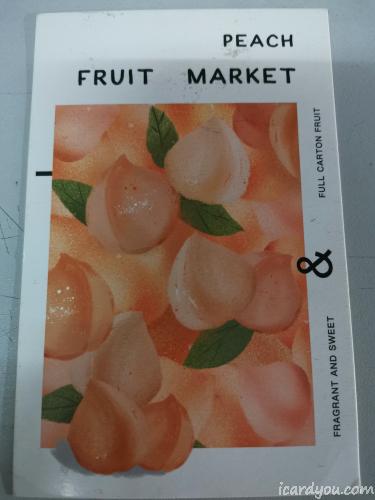 PEACH
FRUIT MARKET
FULL CARTON FRUIT
&
FRAGRANT AND SWEET
icardyou.com